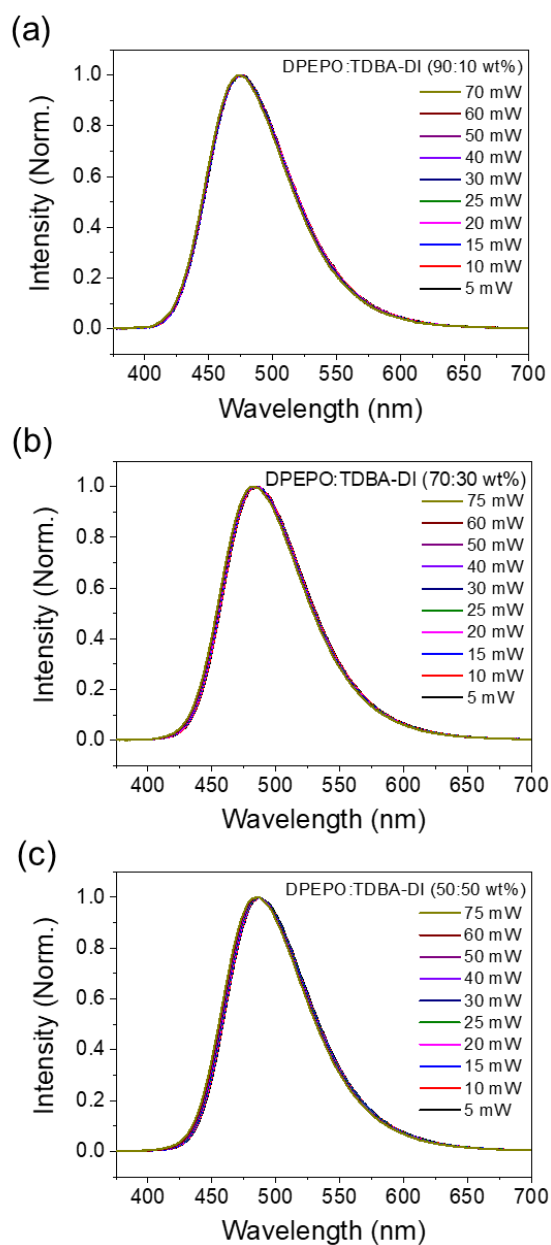 (a)
DPEPO:TDBA-DI (90:10 wt%)
70 mW
60 mW
50 mW
40 mW
30 mW
25 mW
20 mW
15 mW
10 mW
5 mW
Intensity (Norm.)
1.0
0.8
0.6
0.4
0.2
0.0
400 450 500 550 600 650 700
Wavelength (nm)
(b)
DPEPO:TDBA-DI (70:30 wt%)
75 mW
60 mW
50 mW
40 mW
30 mW
25 mW
20 mW
15 mW
10 mW
5 mW
Intensity (Norm.)
1.0
0.8
0.6
0.4
0.2
0.0
400 450 500 550 600 650 700
Wavelength (nm)
(c)
DPEPO:TDBA-DI (50:50 wt%)
75 mW
60 mW
50 mW
40 mW
30 mW
25 mW
20 mW
15 mW
10 mW
5 mW
Intensity (Norm.)
1.0
0.8
0.6
0.4
0.2
0.0
400 450 500 550 600 650 700
Wavelength (nm)